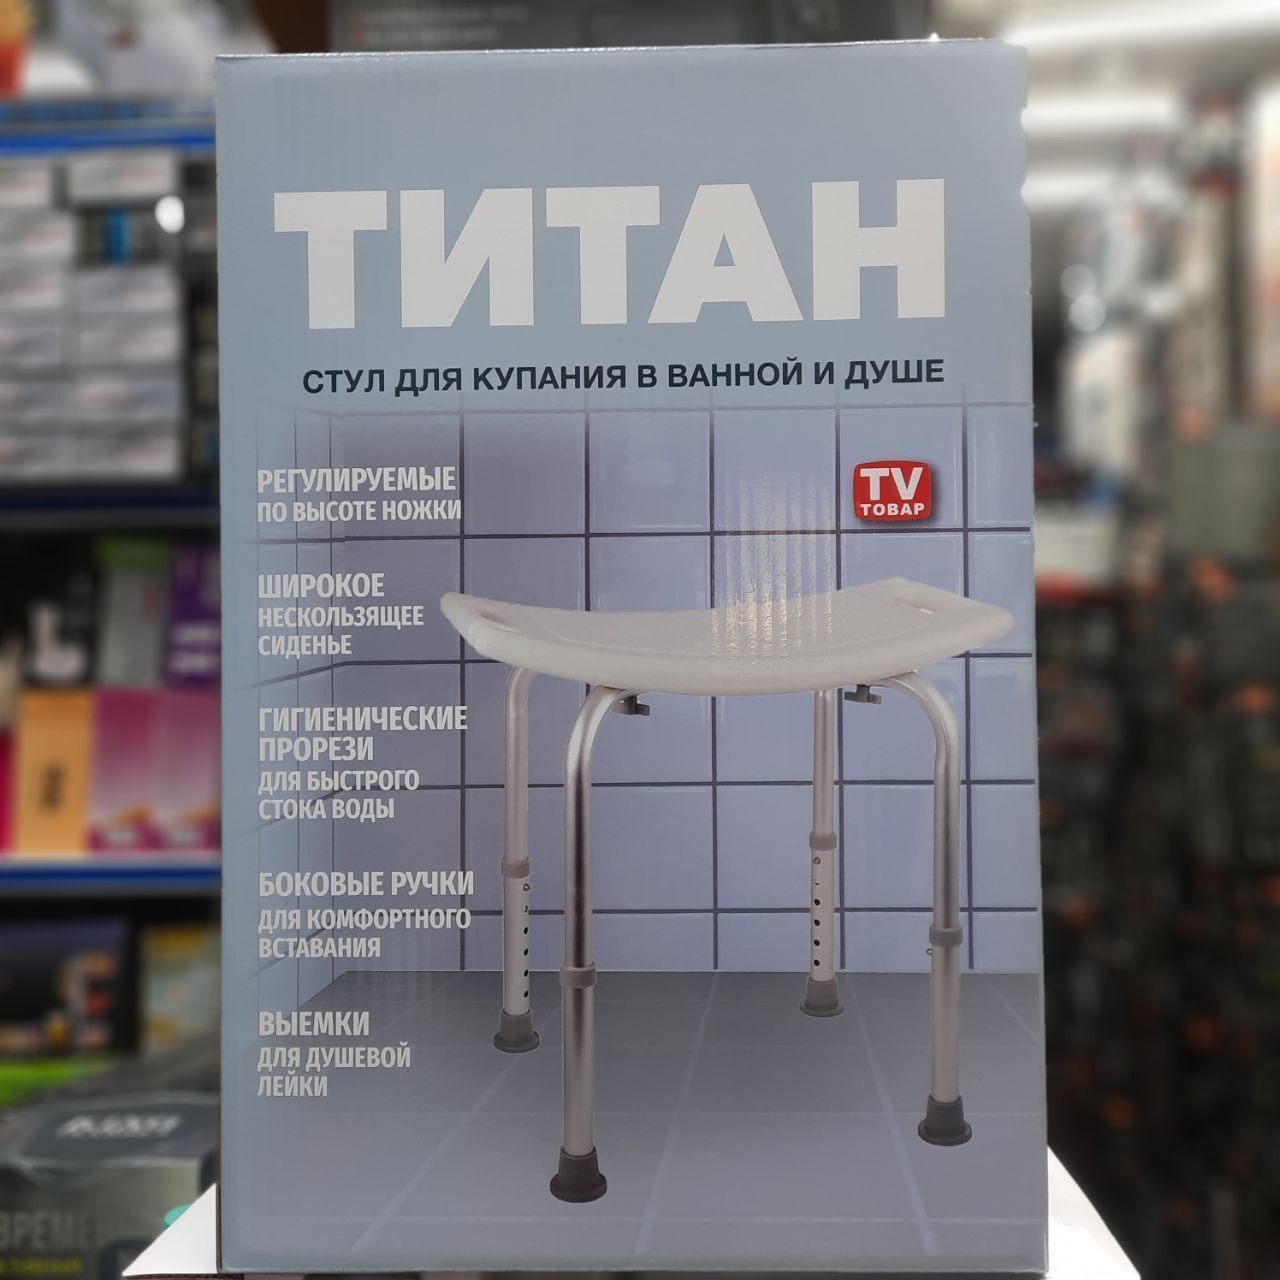 ТИТАН
СТУЛ ДЛЯ КУПАНИЯ В ВАННОЙ И ДУШЕ
РЕГУЛИРУЕМЫЕ
ПО ВЫСОТЕ НОЖКИ
TV
ТОВАР
ШИРОКОЕ
НЕСКОЛЬЗЯЩЕЕ
СИДЕНЬЕ
ГИГИЕНИЧЕСКИЕ
ПРОРЕЗИ
ДЛЯ БЫСТРОГО
СТОКА ВОДЫ
БОКОВЫЕ РУЧКИ
ДЛЯ КОМФОРТНОГО
ВСТАВАНИЯ
ВЫЕМКИ
ДЛЯ ДУШЕВОЙ
ЛЕЙКИ